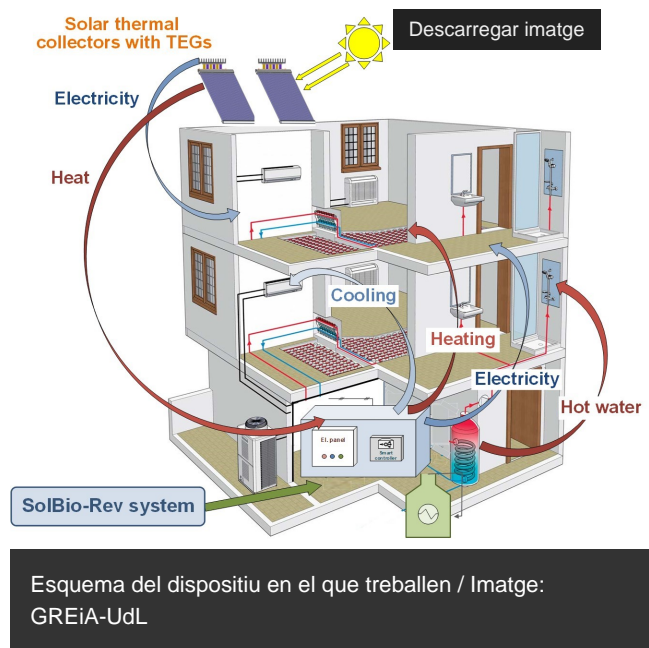 Solar thermal
collectors with TEGs
Descarregar imatge
Electricity
Heat
Cooling
Heating
Electricity
Hot water
El. panal
Smart
controller
SolBio-Rev system
Esquema del dispositiu en el que treballen / Imatge:
GREiA-UdL